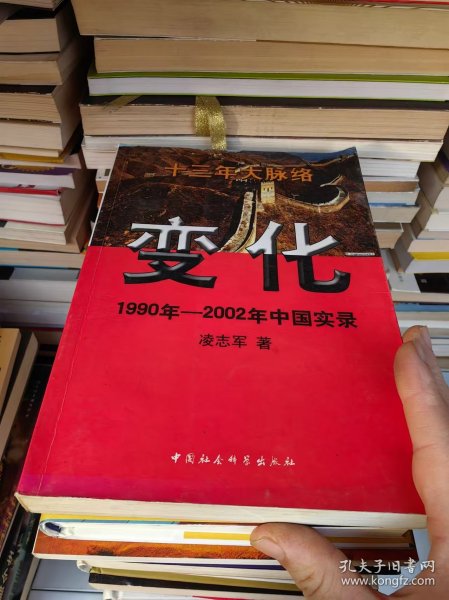 十三年大脉络
变化
1990年—2002年中国实录
凌志军 著
中国社会科学出版社
孔夫子旧书网
www.kongfz.com